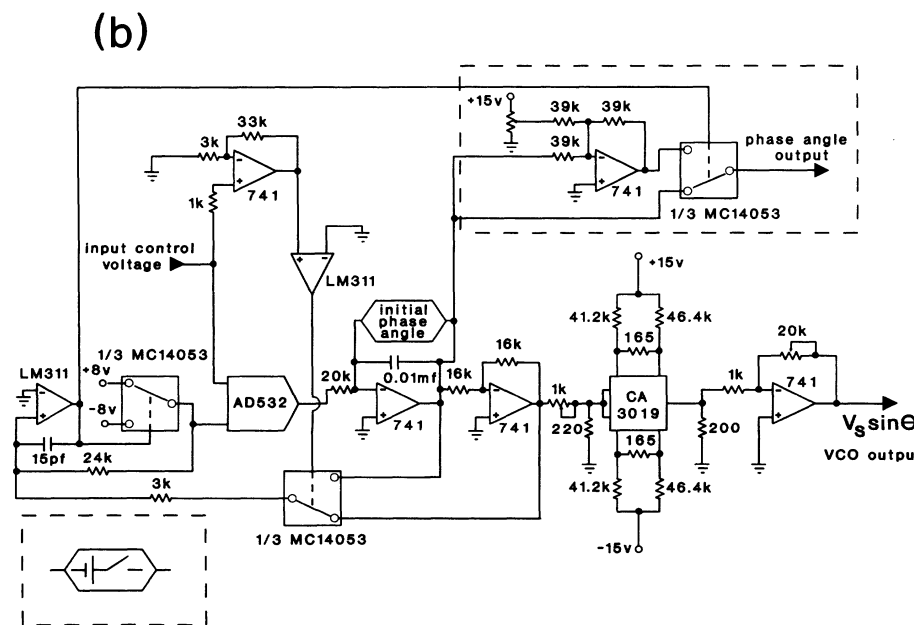 (b)
+15v
39k
39k
33k
3k
39k
741
phase angle
output
741
1/3 MC14053
1k
input control
voltage
LM311
+15v
initial
phase
angle
41.2k
46.4k
165
20k
LM311
1/3 MC14053
+8v
-8v
20k
0.01mf
16k
16k
1k
AD532
741
741
CA
3019
1k
741
220
200
V_s sinθ
VCO output
15pf
24k
3k
165
41.2k
46.4k
1/3 MC14053
-15v